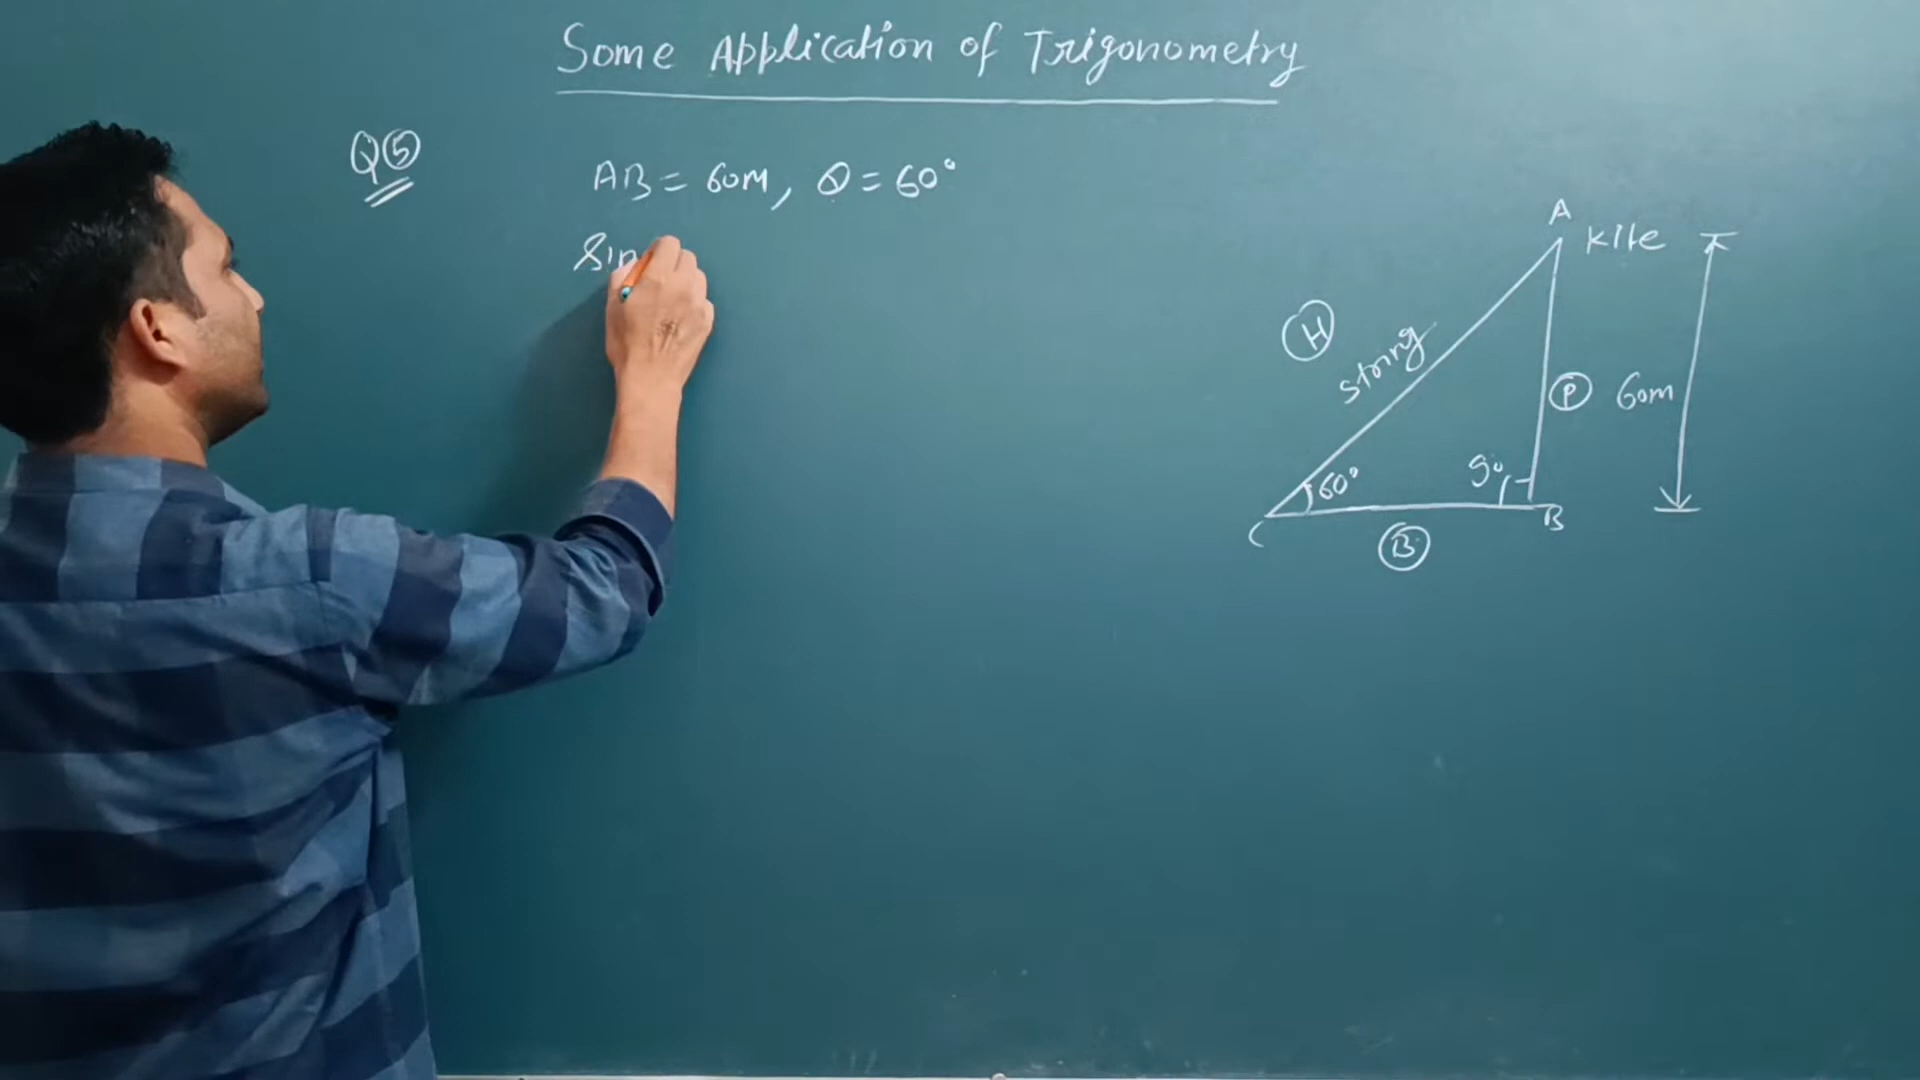 Some Application of Trigonometry
Q5
AB = 60m, θ = 60°
Sin
A
kite
H
string
P
60m
60°
90
C
B
B